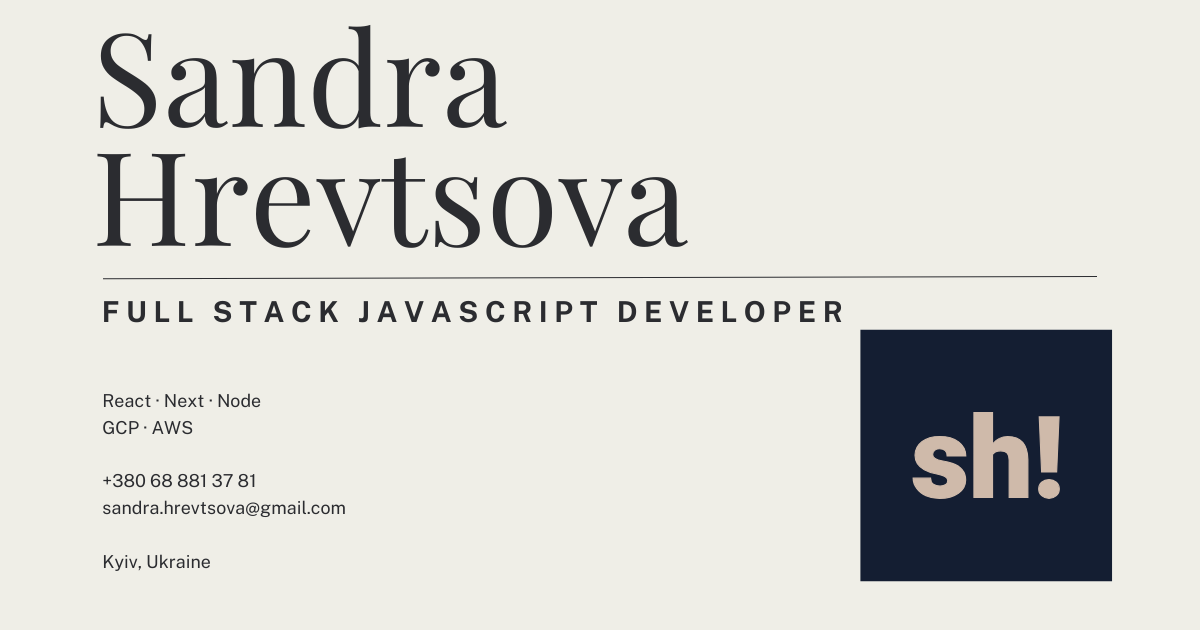 Sandra
Hrevtsova
FULL STACK JAVASCRIPT DEVELOPER
React · Next · Node
GCP · AWS
+380 68 881 37 81
sandra.hrevtsova@gmail.com
Kyiv, Ukraine
sh!